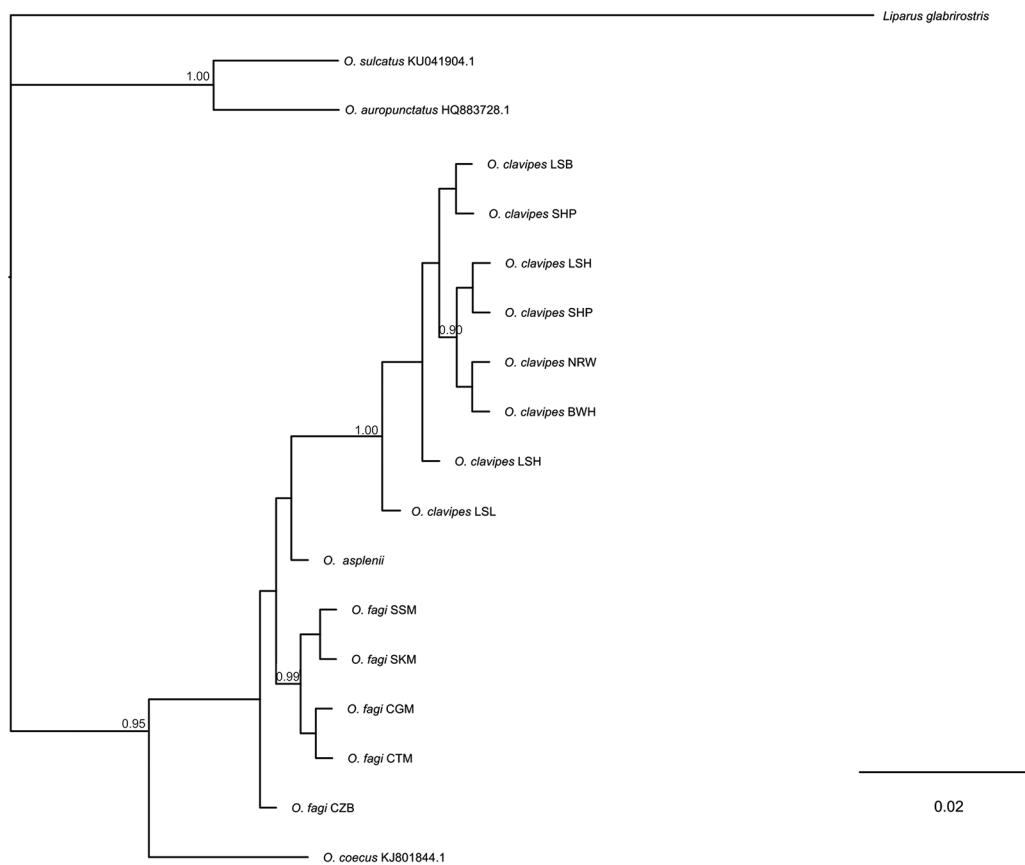 Liparus glabrirostris
O. sulcatus KU041904.1
1.00
O. auropunctatus HQ883728.1
O. clavipes LSB
O. clavipes SHP
O. clavipes LSH
O. clavipes SHP
0.90
O. clavipes NRW
O. clavipes BWH
1.00
O. clavipes LSH
O. clavipes LSL
O. asplenii
O. fagi SSM
O. fagi SKM
0.99
O. fagi CGM
0.95
O. fagi CTM
0.02
O. fagi CZB
O. coecus KJ801844.1